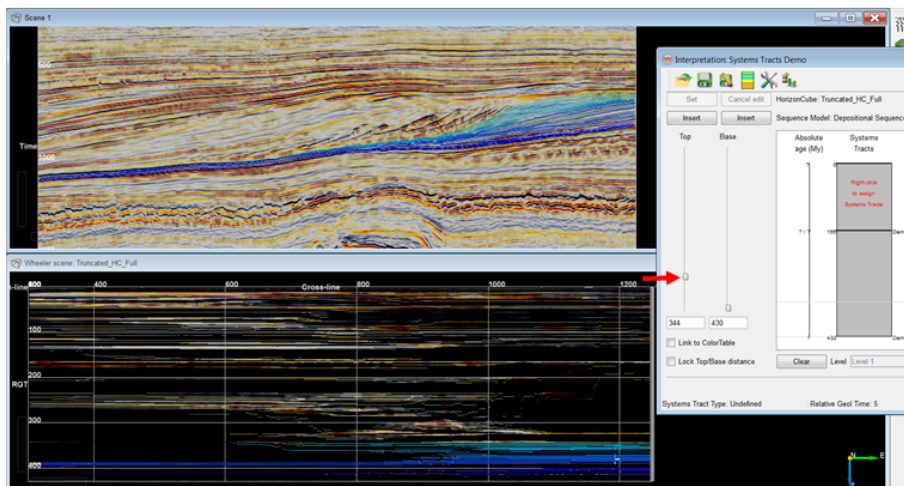 Scene 1
Time
1000
Interpretation: Systems Tracts Demo
Set
Cancel edit
HorizonCube: Truncated_HC_Full
Insert
Insert
Sequence Model: Depositional Sequence
Top
Base
Absolute
age (My)
Systems
Tracts
Right-click
to assign
Systems Tracts
? / ?
344
430
Link to ColorTable
Lock Top/Base distance
Clear
Level
Level 1
Systems Tract Type: Undefined
Relative Geol Time: 5
Wheeler scene: Truncated_HC_Full
n-line
400
600
Cross-line
1000
1200
100
200
RGT
300
400
N
E